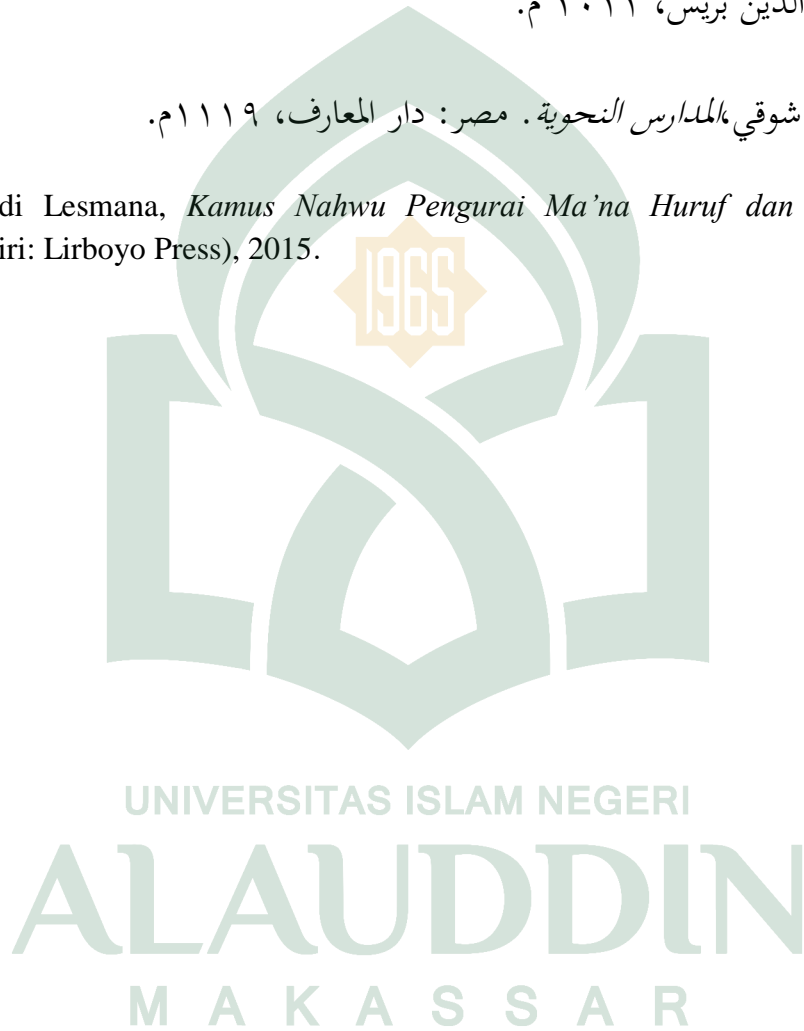 الدين بريس، ٢٠١١ م.
شوقي،المدارس النحوية. مصر: دار المعارف، ١١١٩م.
di Lesmana, Kamus Nahwu Pengurai Ma’na Huruf dan
iri: Lirboyo Press), 2015.
1965
UNIVERSITAS ISLAM NEGERI
ALAUDDIN
MAKASSAR